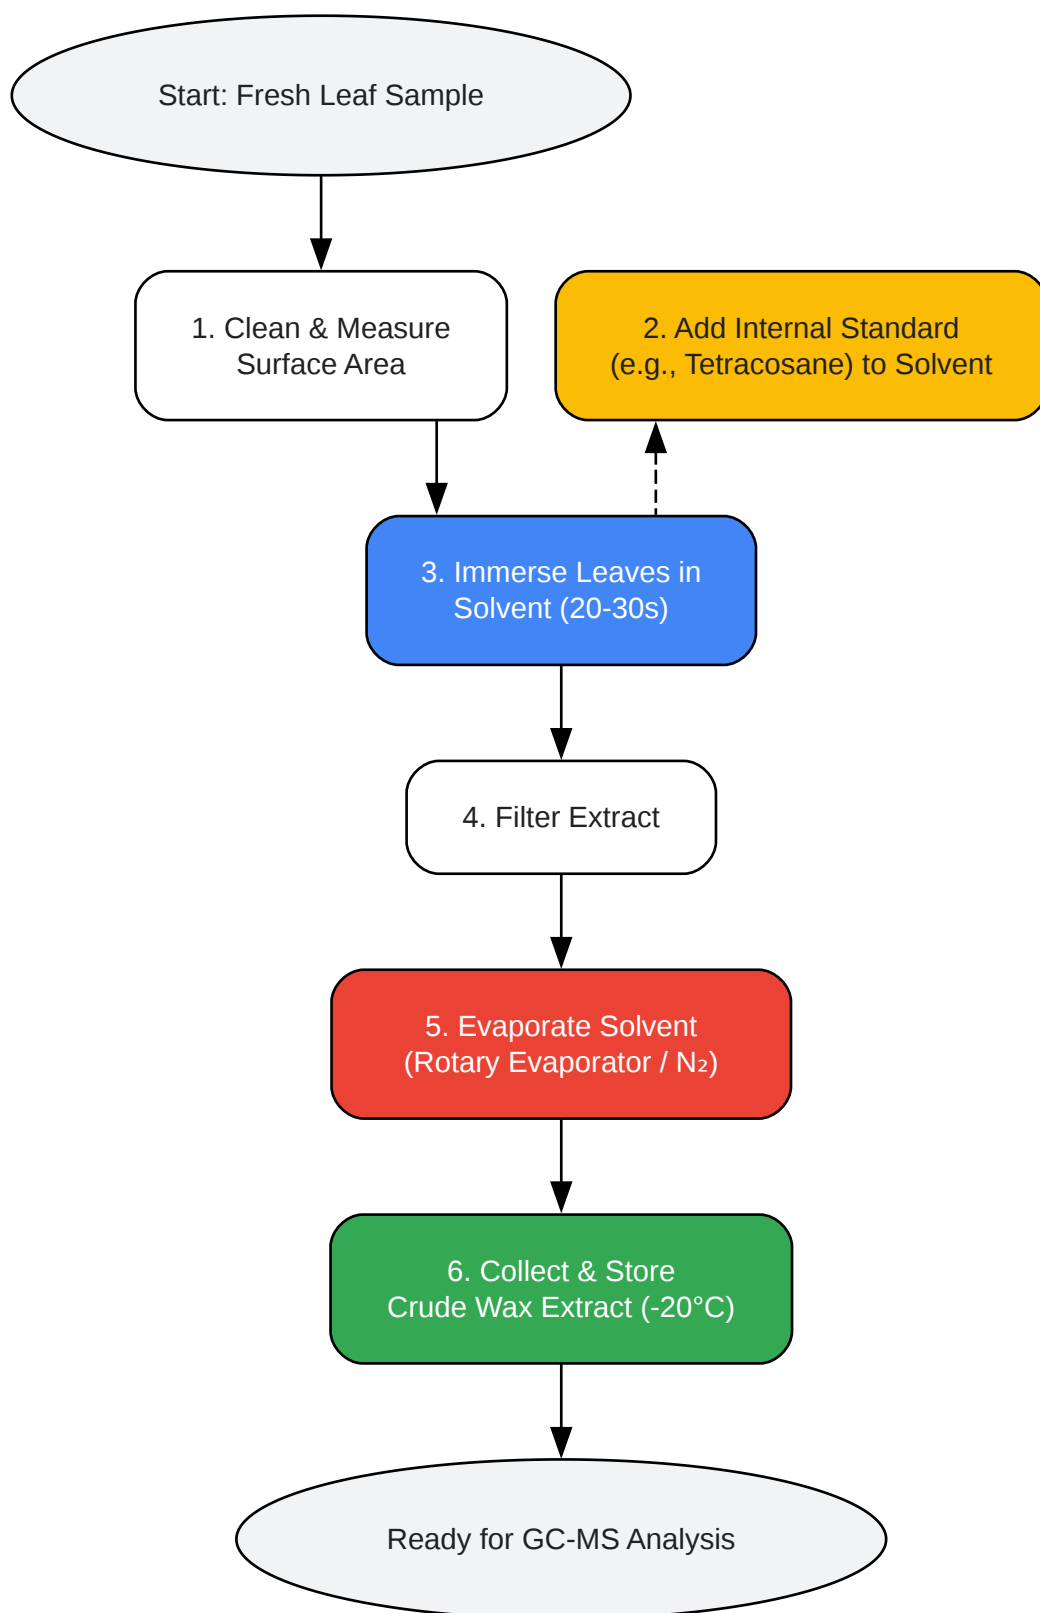 Start: Fresh Leaf Sample
1. Clean & Measure
Surface Area
2. Add Internal Standard
(e.g., Tetracosane) to Solvent
3. Immerse Leaves in
Solvent (20-30s)
4. Filter Extract
5. Evaporate Solvent
(Rotary Evaporator / N₂)
6. Collect & Store
Crude Wax Extract (-20°C)
Ready for GC-MS Analysis